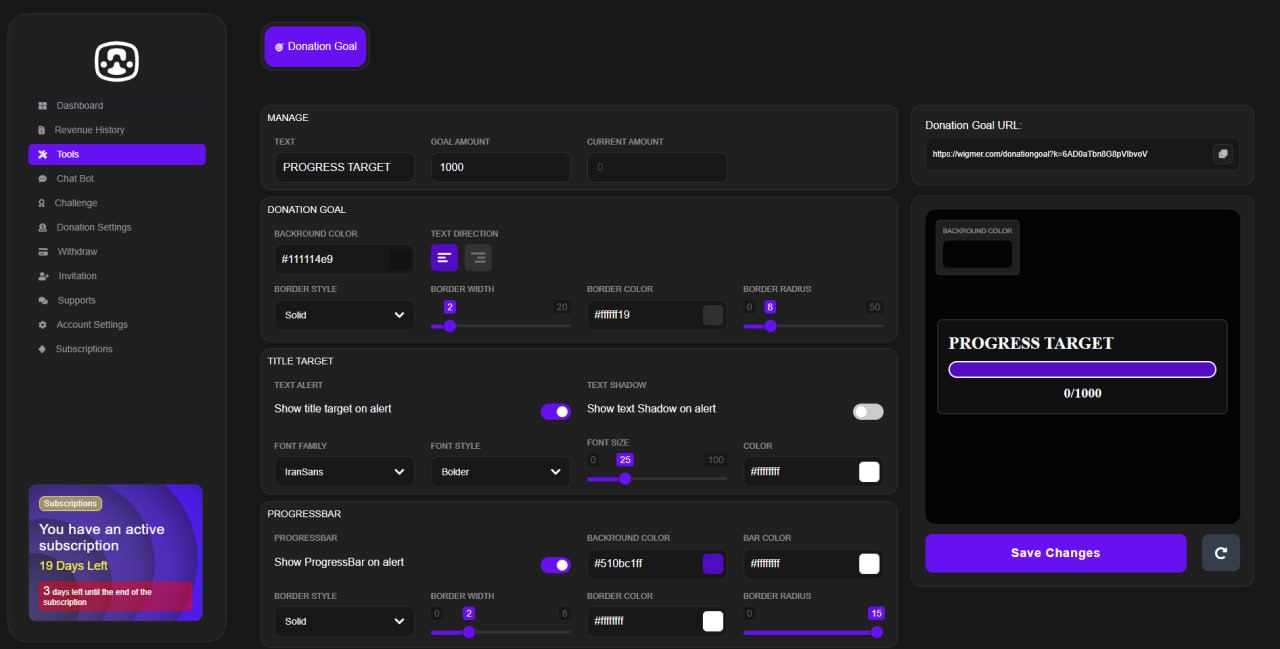 Donation Goal
Dashboard
Revenue History
Tools
Chat Bot
Challenge
Donation Settings
Withdraw
Invitation
Supports
Account Settings
Subscriptions
Subscriptions
You have an active
subscription
19 Days Left
3 days left until the end of the
subscription
MANAGE
TEXT GOAL AMOUNT CURRENT AMOUNT
PROGRESS TARGET 1000 0
DONATION GOAL
BACKROUND COLOR TEXT DIRECTION
#111114e9
BORDER STYLE BORDER WIDTH BORDER COLOR BORDER RADIUS
2 20 0 8 50
Solid #ffffff19
TITLE TARGET
TEXT ALERT TEXT SHADOW
Show title target on alert Show text Shadow on alert
FONT FAMILY FONT STYLE FONT SIZE COLOR
0 25 100
IranSans Bolder #ffffffff
PROGRESSBAR
PROGRESSBAR BACKROUND COLOR BAR COLOR
Show ProgressBar on alert #510bc1ff #ffffffff
BORDER STYLE BORDER WIDTH BORDER COLOR BORDER RADIUS
0 2 8 0 15
Solid #ffffffff
Donation Goal URL:
https://wigmer.com/donationgoal?k=6AD0aTbn8G8pVlbvoV
BACKROUND COLOR
PROGRESS TARGET
0/1000
Save Changes